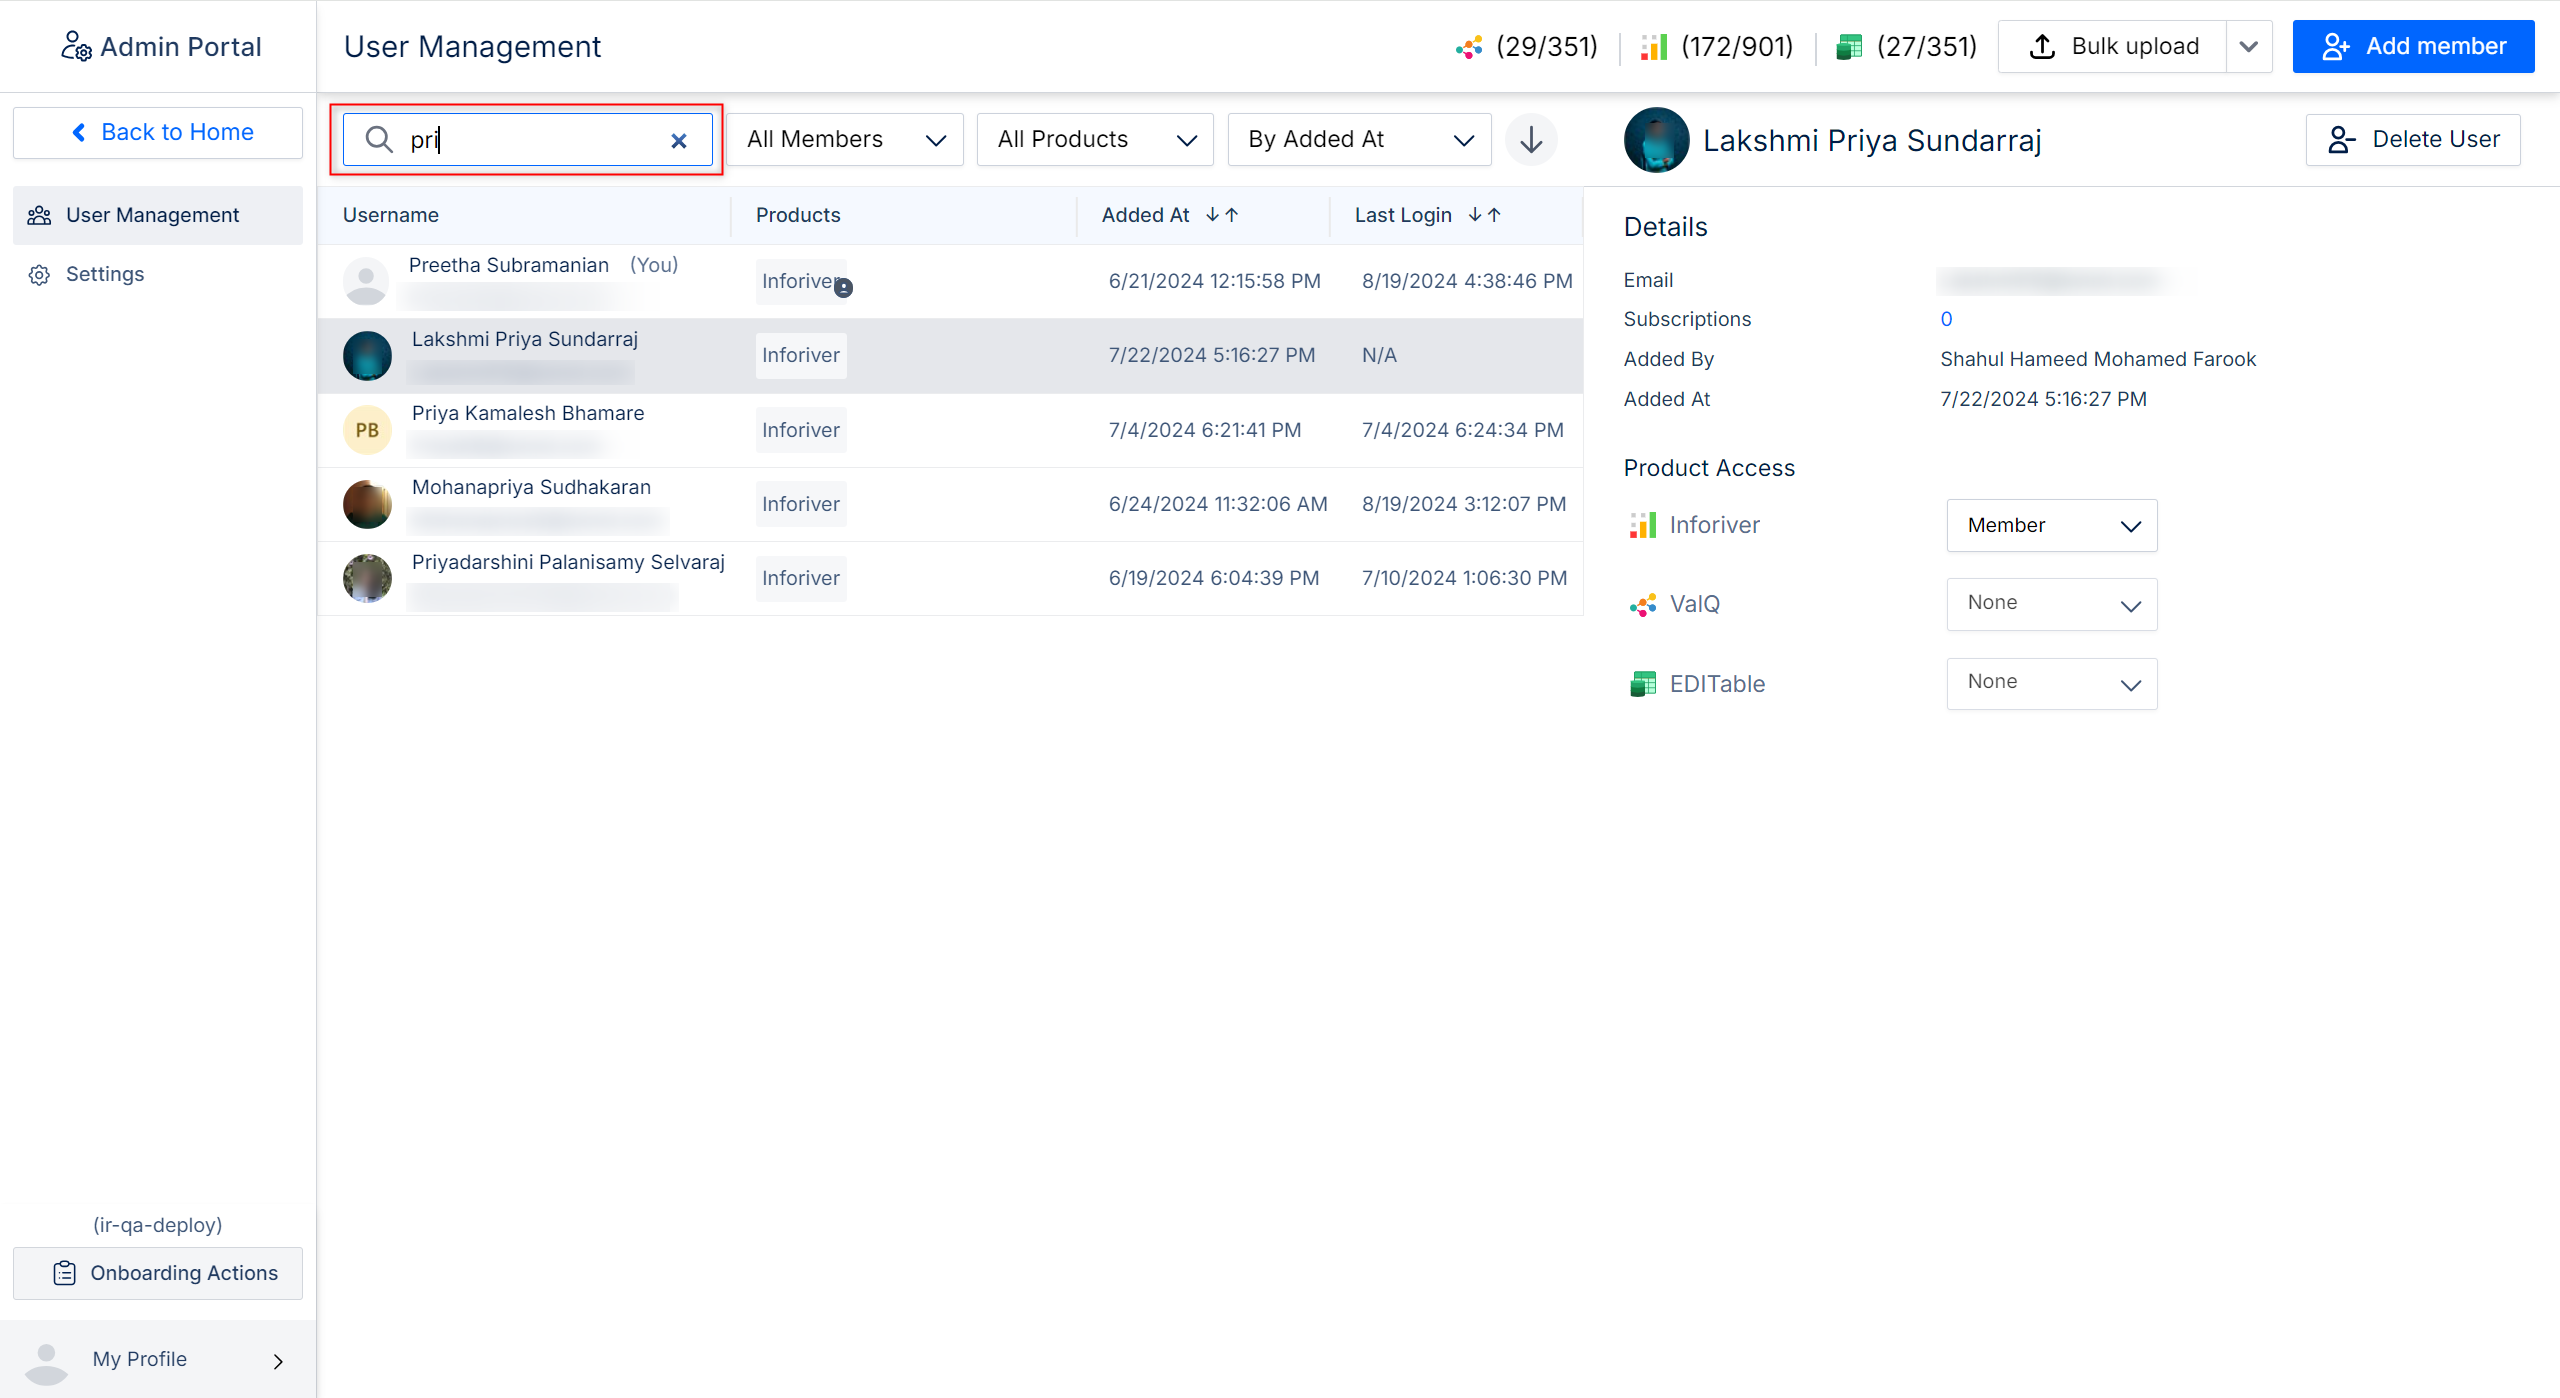 Admin Portal
User Management
(29/351)
(172/901)
(27/351)
Bulk upload
Add member
Back to Home
User Management
Settings
pri
All Members
All Products
By Added At
Username
Products
Added At
Last Login
Preetha Subramanian (You)
Inforiver
6/21/2024 12:15:58 PM
8/19/2024 4:38:46 PM
Lakshmi Priya Sundarraj
Inforiver
7/22/2024 5:16:27 PM
N/A
PB
Priya Kamalesh Bhamare
Inforiver
7/4/2024 6:21:41 PM
7/4/2024 6:24:34 PM
Mohanapriya Sudhakaran
Inforiver
6/24/2024 11:32:06 AM
8/19/2024 3:12:07 PM
Priyadarshini Palanisamy Selvaraj
Inforiver
6/19/2024 6:04:39 PM
7/10/2024 1:06:30 PM
Lakshmi Priya Sundarraj
Delete User
Details
Email
Subscriptions
0
Added By
Shahul Hameed Mohamed Farook
Added At
7/22/2024 5:16:27 PM
Product Access
Inforiver
Member
ValQ
None
EDITable
None
(ir-qa-deploy)
Onboarding Actions
My Profile